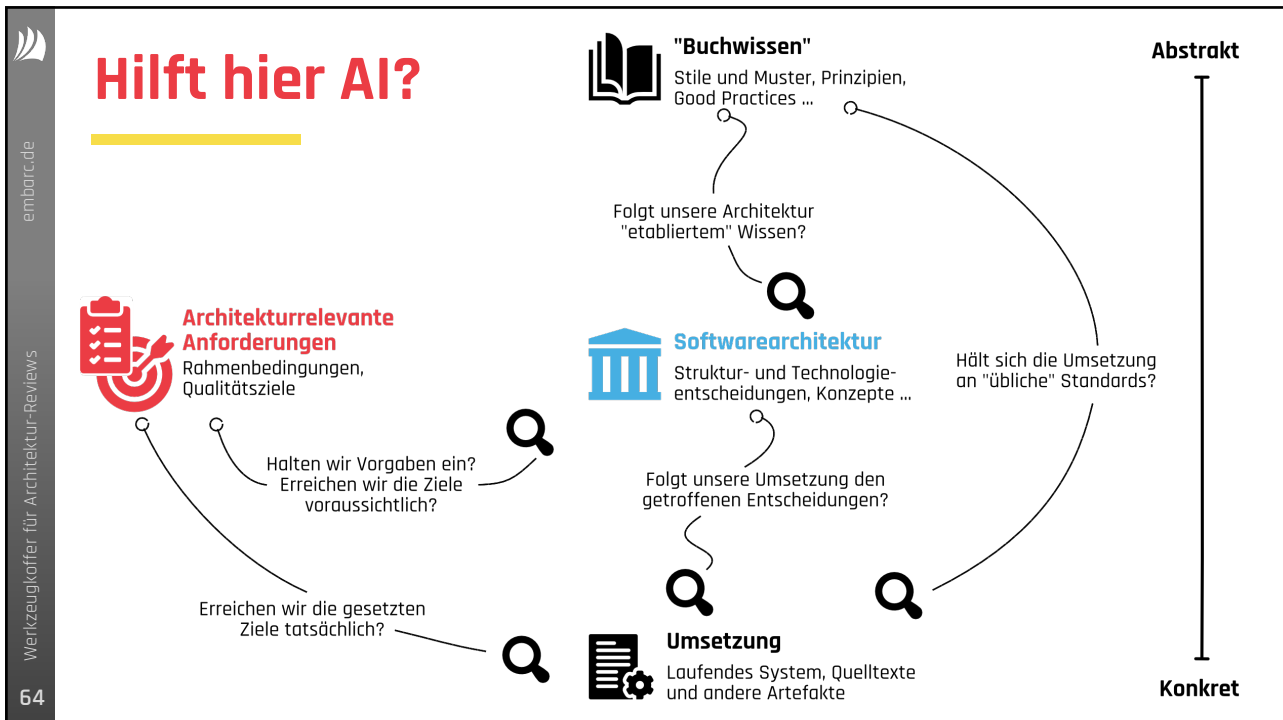 Hilft hier AI?
"Buchwissen"
Stile und Muster, Prinzipien,
Good Practices ...
Abstrakt
Folgt unsere Architektur
"etabliertem" Wissen?
Architekturrelevante
Anforderungen
Rahmenbedingungen,
Qualitätsziele
Softwarearchitektur
Struktur- und Technologie-
entscheidungen, Konzepte ...
Hält sich die Umsetzung
an "übliche" Standards?
Halten wir Vorgaben ein?
Erreichen wir die Ziele
voraussichtlich?
Folgt unsere Umsetzung den
getroffenen Entscheidungen?
Erreichen wir die gesetzten
Ziele tatsächlich?
Umsetzung
Laufendes System, Quelltexte
und andere Artefakte
Konkret
embarc.de
Werkzeugkoffer für Architektur-Reviews
64